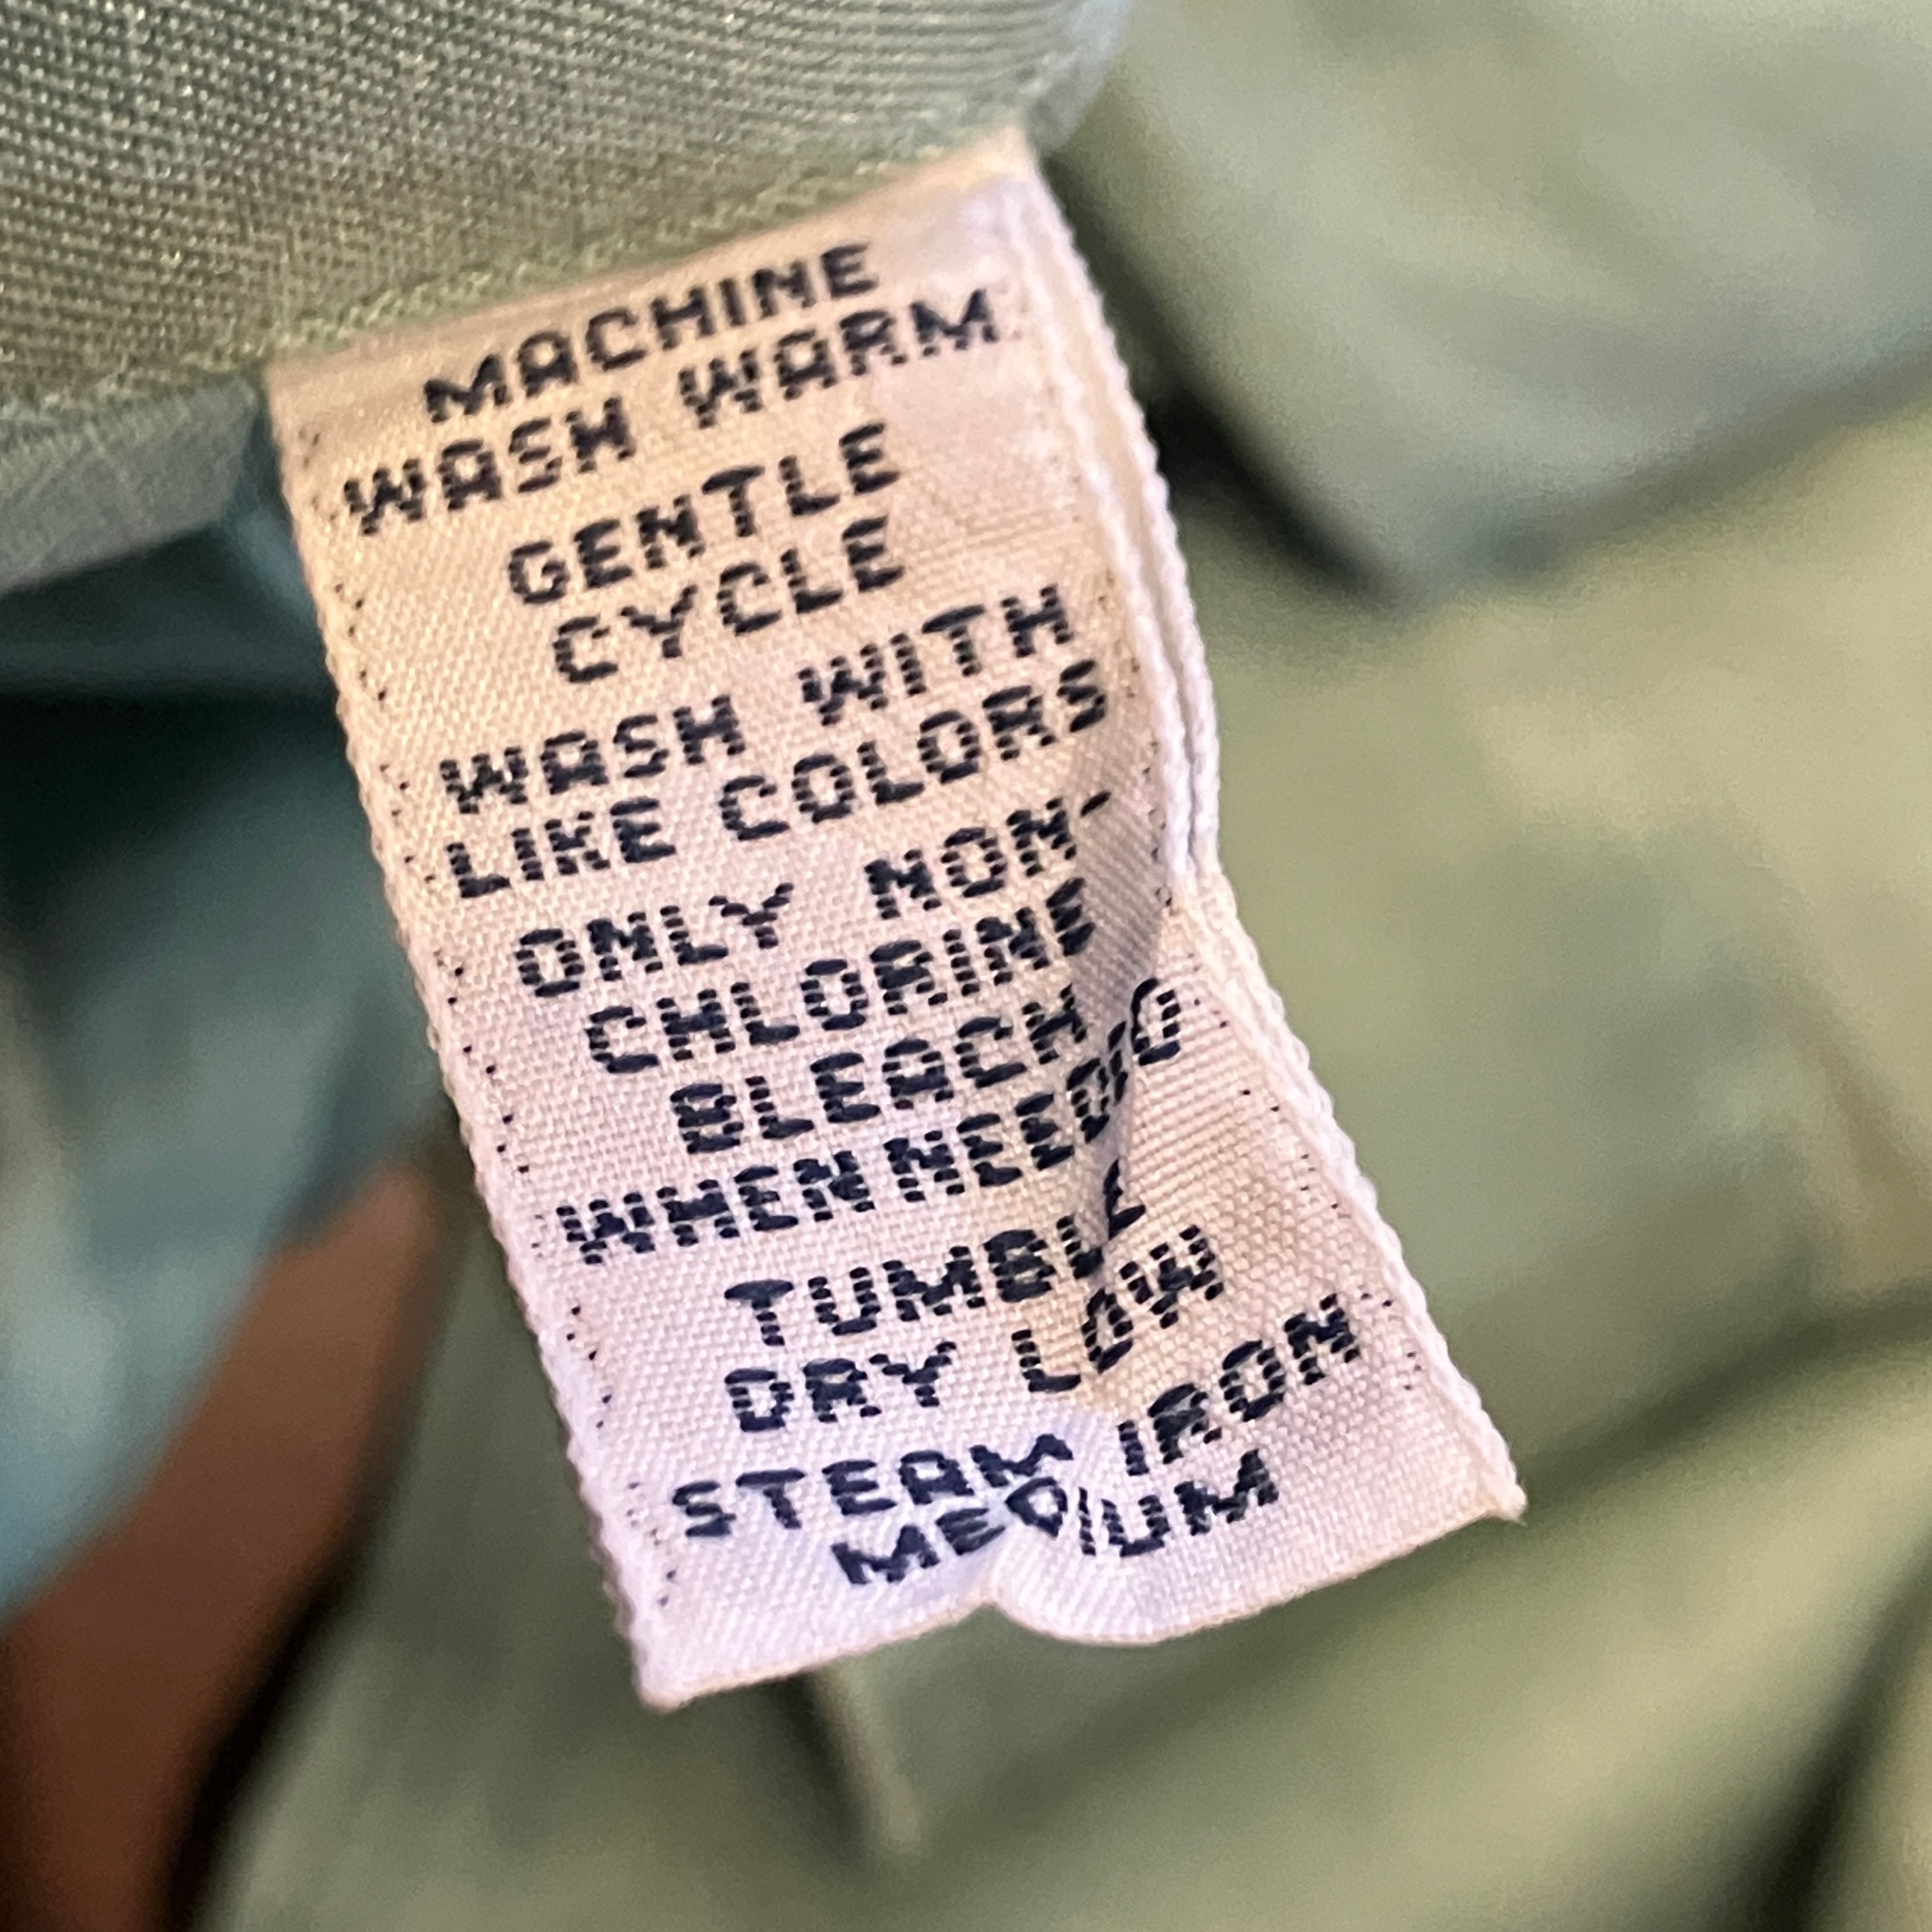 MACHINE
WASH WARM
GENTLE
CYCLE
WASH WITH
LIKE COLORS
ONLY NON-
CHLORINE
BLEACH
WHEN NEEDED
TUMBLE
DRY LOW
STEAM IRON
MEDIUM